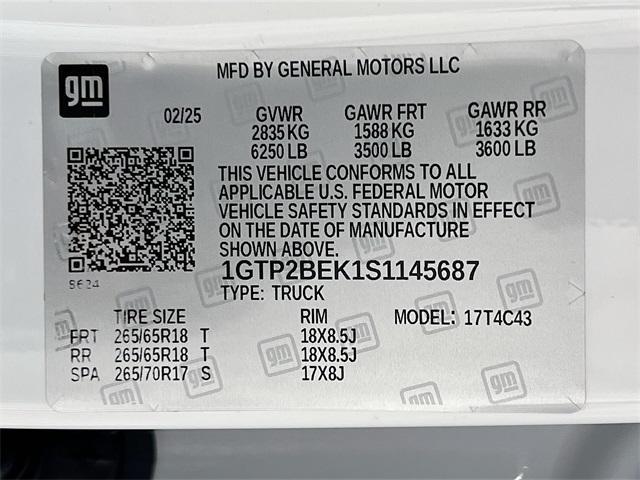 gm
MFD BY GENERAL MOTORS LLC
02/25 GVWR GAWR FRT GAWR RR
2835 KG 1588 KG 1633 KG
6250 LB 3500 LB 3600 LB
THIS VEHICLE CONFORMS TO ALL
APPLICABLE U.S. FEDERAL MOTOR
VEHICLE SAFETY STANDARDS IN EFFECT
ON THE DATE OF MANUFACTURE
SHOWN ABOVE.
1GTP2BEK1S1145687
TYPE: TRUCK
TIRE SIZE RIM MODEL: 17T4C43
FRT 265/65R18 T 18X8.5J
RR 265/65R18 T 18X8.5J
SPA 265/70R17 S 17X8J